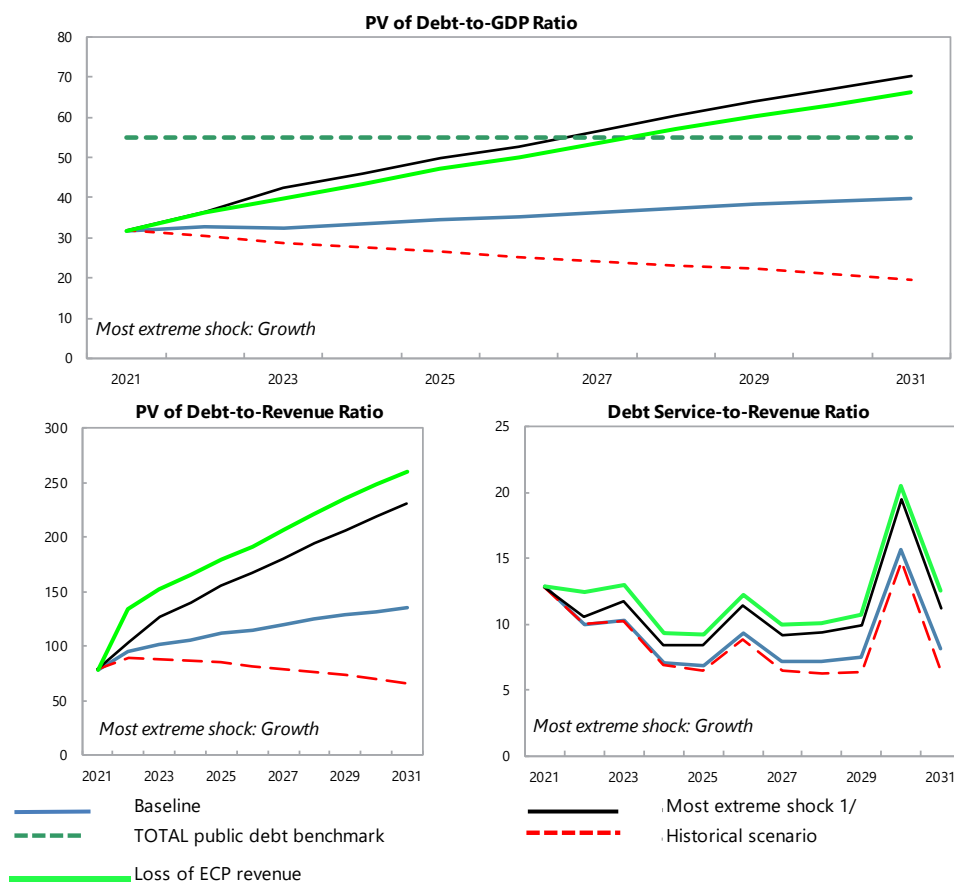 PV of Debt-to-GDP Ratio
80
70
60
50
40
30
20
10
0
Most extreme shock: Growth
2021 2023 2025 2027 2029 2031
PV of Debt-to-Revenue Ratio
300
250
200
150
100
50
0
Most extreme shock: Growth
2021 2023 2025 2027 2029 2031
Debt Service-to-Revenue Ratio
25
20
15
10
5
0
Most extreme shock: Growth
2021 2023 2025 2027 2029 2031
Baseline
TOTAL public debt benchmark
Loss of ECP revenue
Most extreme shock 1/
Historical scenario